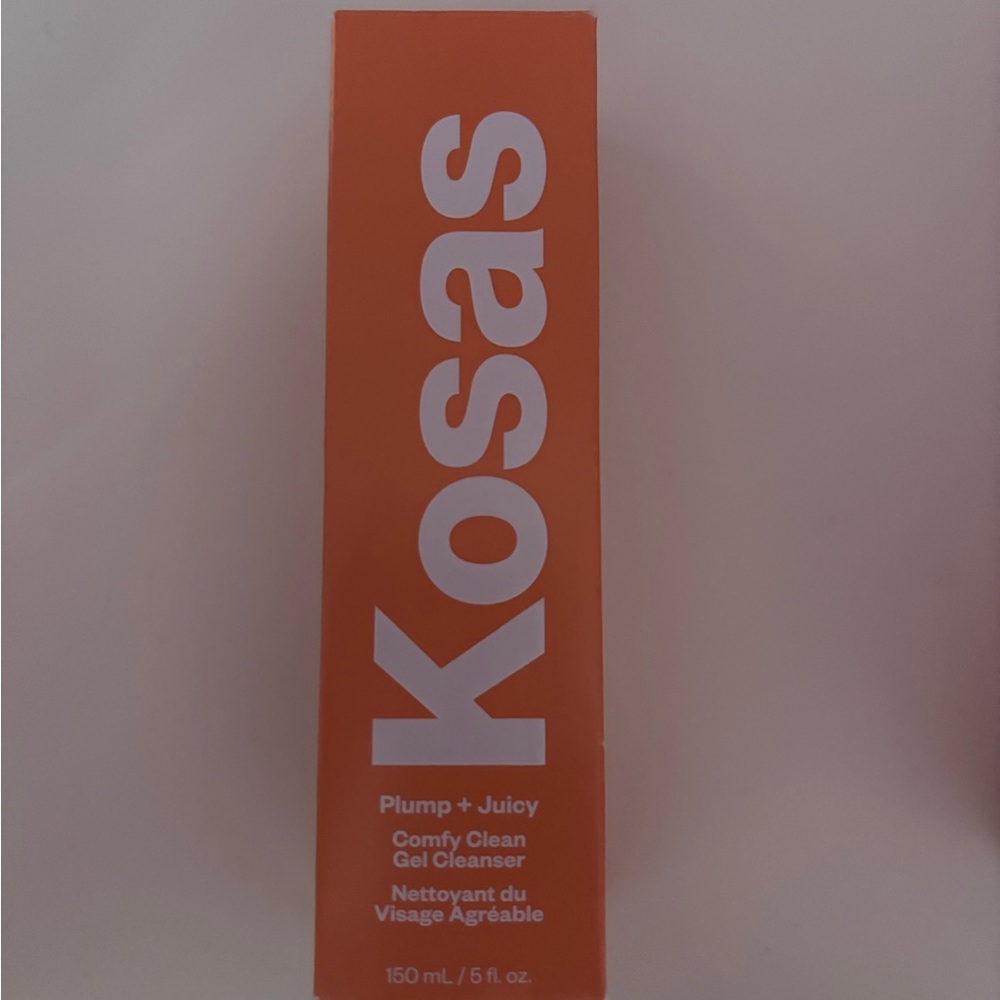 Kosas
Plump + Juicy
Comfy Clean
Gel Cleanser
Nettoyant du
Visage Agréable
150 mL / 5 fl. oz.